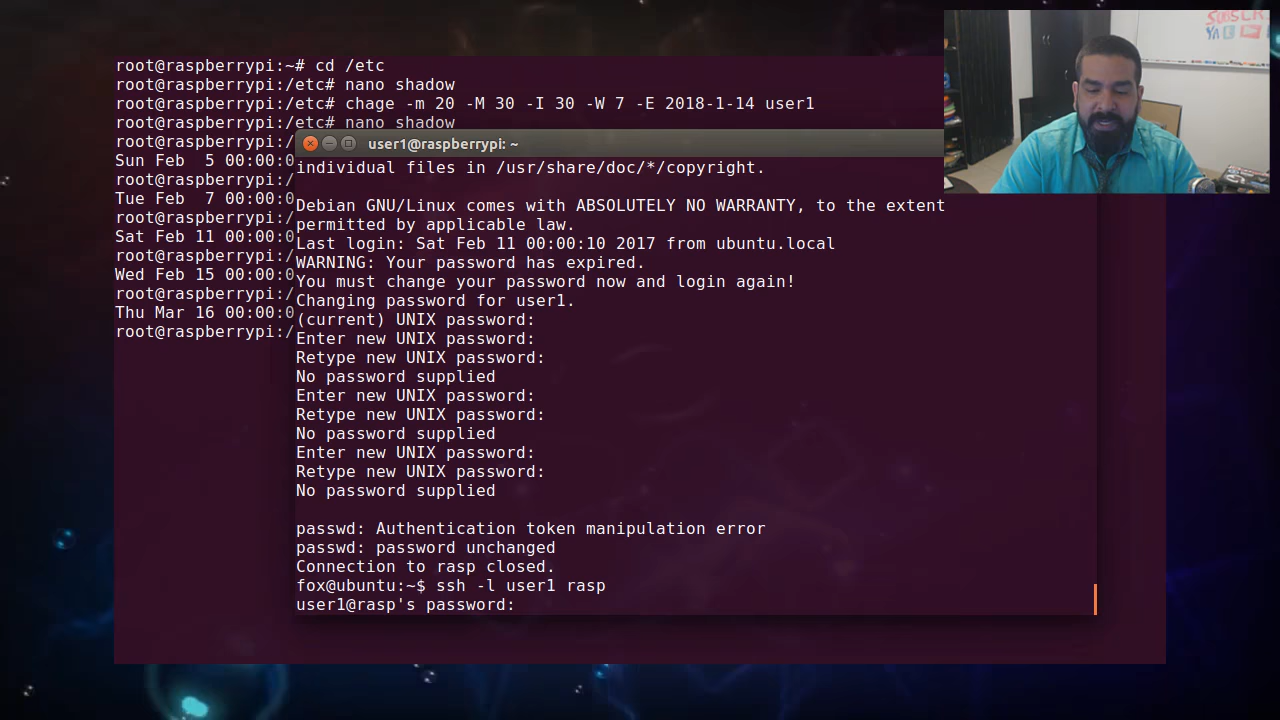 root@raspberrypi:~# cd /etc
root@raspberrypi:/etc# nano shadow
root@raspberrypi:/etc# chage -m 20 -M 30 -I 30 -W 7 -E 2018-1-14 user1
root@raspberrypi:/etc# nano shadow
root@raspberrypi:/
Sun Feb  5 00:00:0
root@raspberrypi:/
Tue Feb  7 00:00:0
root@raspberrypi:/
Sat Feb 11 00:00:0
root@raspberrypi:/
Wed Feb 15 00:00:0
root@raspberrypi:/
Thu Mar 16 00:00:0
root@raspberrypi:/
user1@raspberrypi: ~
individual files in /usr/share/doc/*/copyright.
Debian GNU/Linux comes with ABSOLUTELY NO WARRANTY, to the extent
permitted by applicable law.
Last login: Sat Feb 11 00:00:10 2017 from ubuntu.local
WARNING: Your password has expired.
You must change your password now and login again!
Changing password for user1.
(current) UNIX password:
Enter new UNIX password:
Retype new UNIX password:
No password supplied
Enter new UNIX password:
Retype new UNIX password:
No password supplied
Enter new UNIX password:
Retype new UNIX password:
No password supplied
passwd: Authentication token manipulation error
passwd: password unchanged
Connection to rasp closed.
fox@ubuntu:~$ ssh -l user1 rasp
user1@rasp's password:
YA